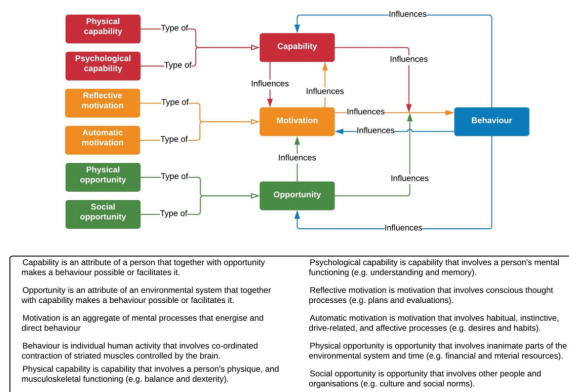 Physical
capability
Psychological
capability
Reflective
motivation
Automatic
motivation
Physical
opportunity
Social
opportunity
Type of
Type of
Type of
Type of
Type of
Type of
Capability
Motivation
Opportunity
Behaviour
Influences
Influences
Influences
Influences
Influences
Influences
Influences
Influences
Influences
Capability is an attribute of a person that together with opportunity
makes a behaviour possible or facilitates it.
Opportunity is an attribute of an environmental system that together
with capability makes a behaviour possible or facilitates it.
Motivation is an aggregate of mental processes that energise and
direct behaviour
Behaviour is individual human activity that involves co-ordinated
contraction of striated muscles controlled by the brain.
Physical capability is capability that involves a person's physique, and
musculoskeletal functioning (e.g. balance and dexterity).
Psychological capability is capability that involves a person's mental
functioning (e.g. understanding and memory).
Reflective motivation is motivation that involves conscious thought
processes (e.g. plans and evaluations).
Automatic motivation is motivation that involves habitual, instinctive,
drive-related, and affective processes (e.g. desires and habits).
Physical opportunity is opportunity that involves inanimate parts of the
environmental system and time (e.g. financial and mterial resources).
Social opportunity is opportunity that involves other people and
organisations (e.g. culture and social norms).